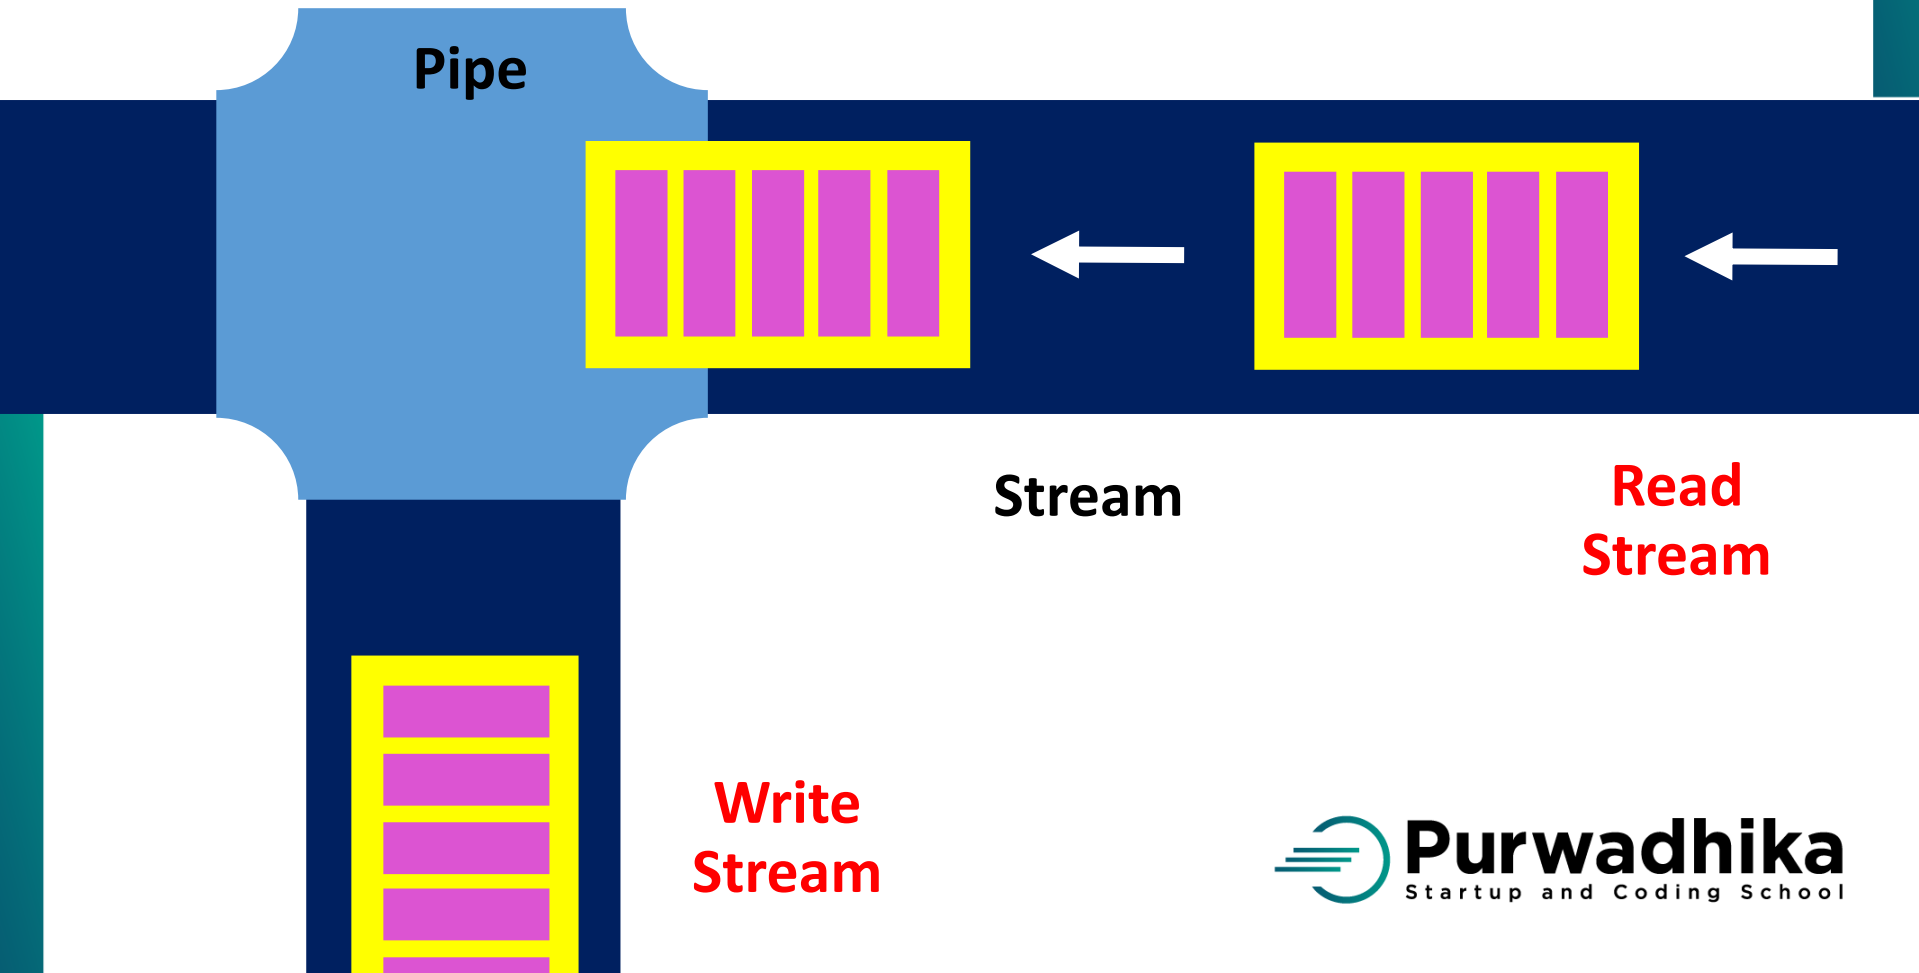 Pipe
Stream
Read
Stream
Write
Stream
Purwadhika
Startup and Coding School